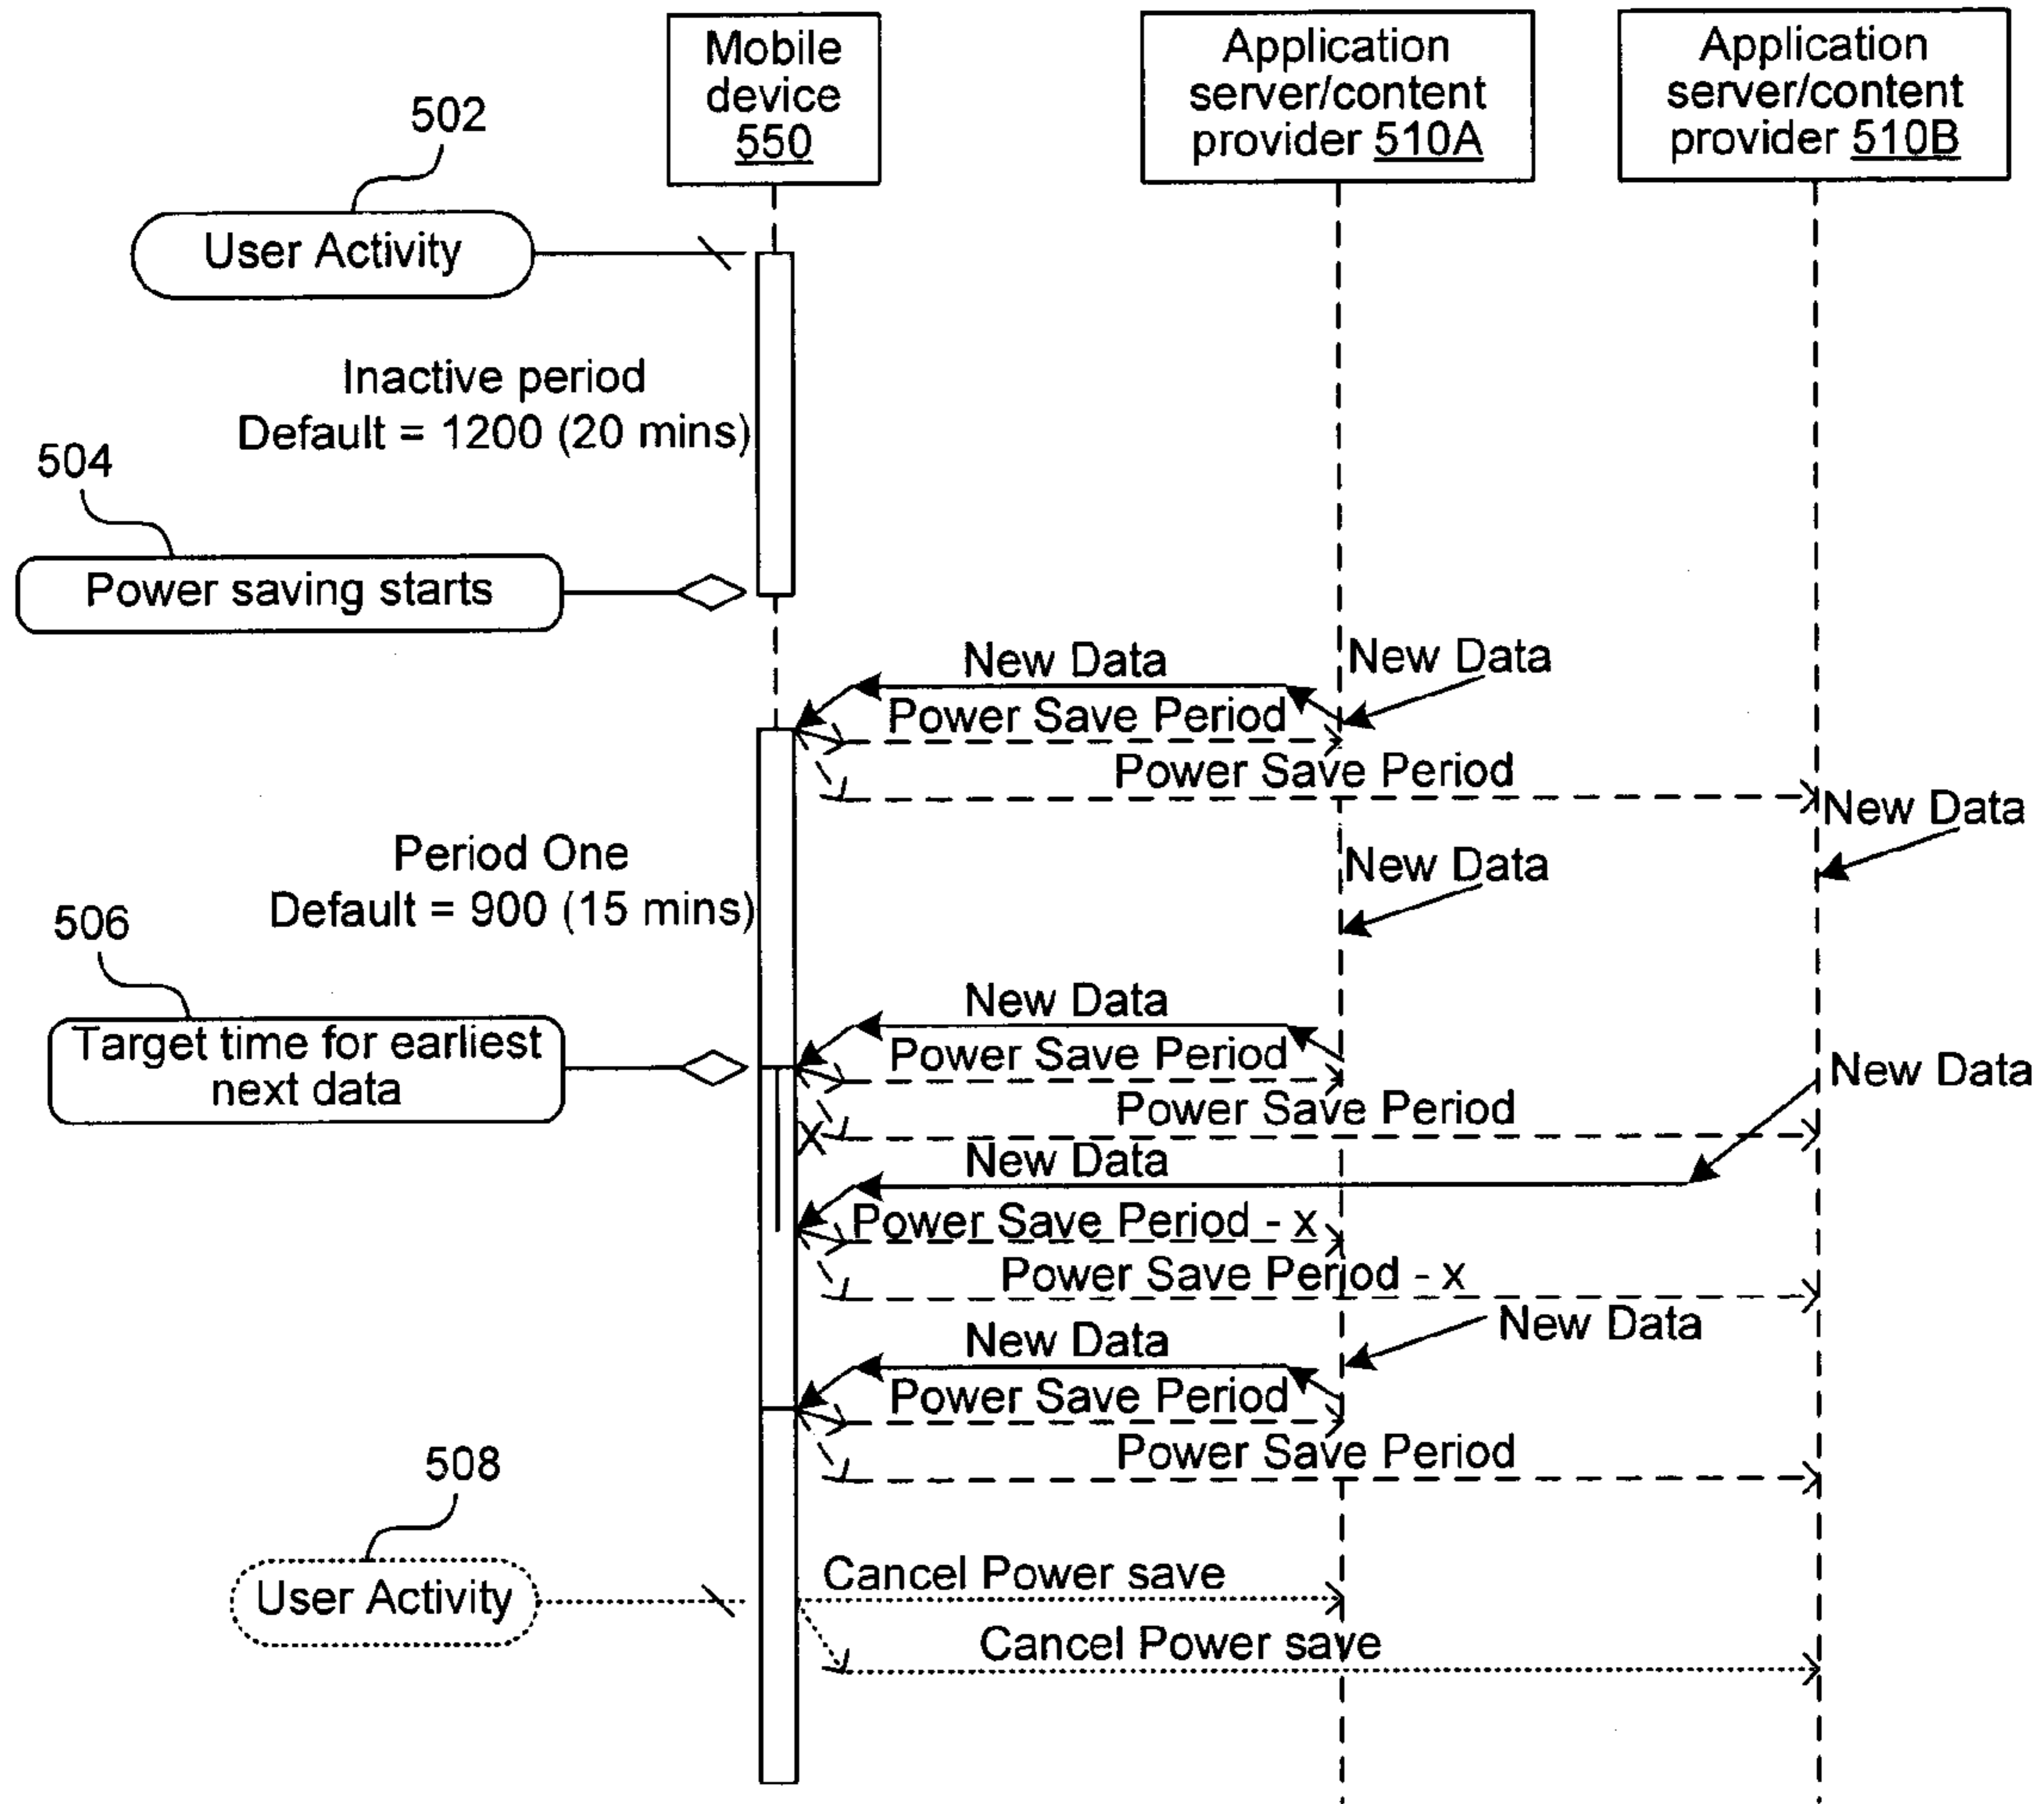 Mobile
device
550
Application
server/content
provider 510A
Application
server/content
provider 510B
502
User Activity
Inactive period
Default = 1200 (20 mins)
504
Power saving starts
New Data
New Data
Power Save Period
Power Save Period
New Data
Period One
Default = 900 (15 mins)
New Data
506
Target time for earliest
next data
New Data
Power Save Period
New Data
Power Save Period
X
New Data
Power Save Period - x
Power Save Period - x
New Data
New Data
Power Save Period
Power Save Period
508
User Activity
Cancel Power save
Cancel Power save